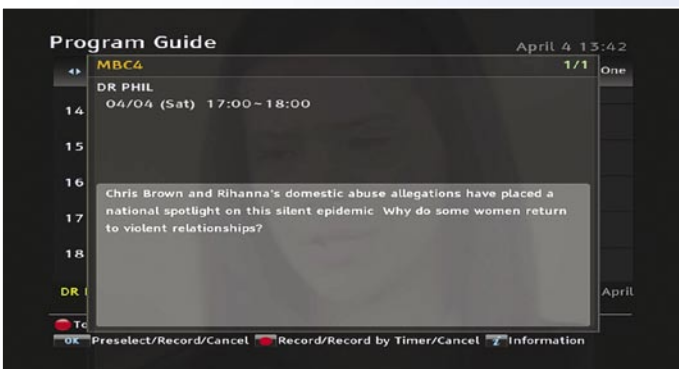 Program Guide April 4 13:42
MBC4 1/1 One
DR PHIL
04/04 (Sat) 17:00~18:00
14
15
16
Chris Brown and Rihanna's domestic abuse allegations have placed a
national spotlight on this silent epidemic Why do some women return
17
to violent relationships?
18
DR April
OK Preselect/Record/Cancel Record/Record by Timer/Cancel i Information